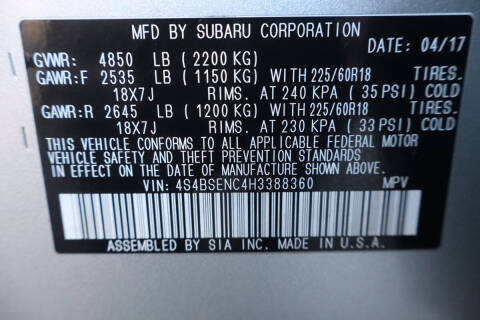 MFD BY SUBARU CORPORATION
DATE: 04/17
GVWR: 4850 LB (2200 KG)
GAWR:F 2535 LB (1150 KG) WITH 225/60R18 TIRES.
18X7J RIMS. AT 240 KPA (35 PSI) COLD
GAWR:R 2645 LB (1200 KG) WITH 225/60R18 TIRES.
18X7J RIMS. AT 230 KPA (33 PSI) COLD
THIS VEHICLE CONFORMS TO ALL APPLICABLE FEDERAL MOTOR
VEHICLE SAFETY AND THEFT PREVENTION STANDARDS
IN EFFECT ON THE DATE OF MANUFACTURE SHOWN ABOVE.
VIN: 4S4BSENC4H3388360 MPV
ASSEMBLED BY SIA INC. MADE IN U.S.A.